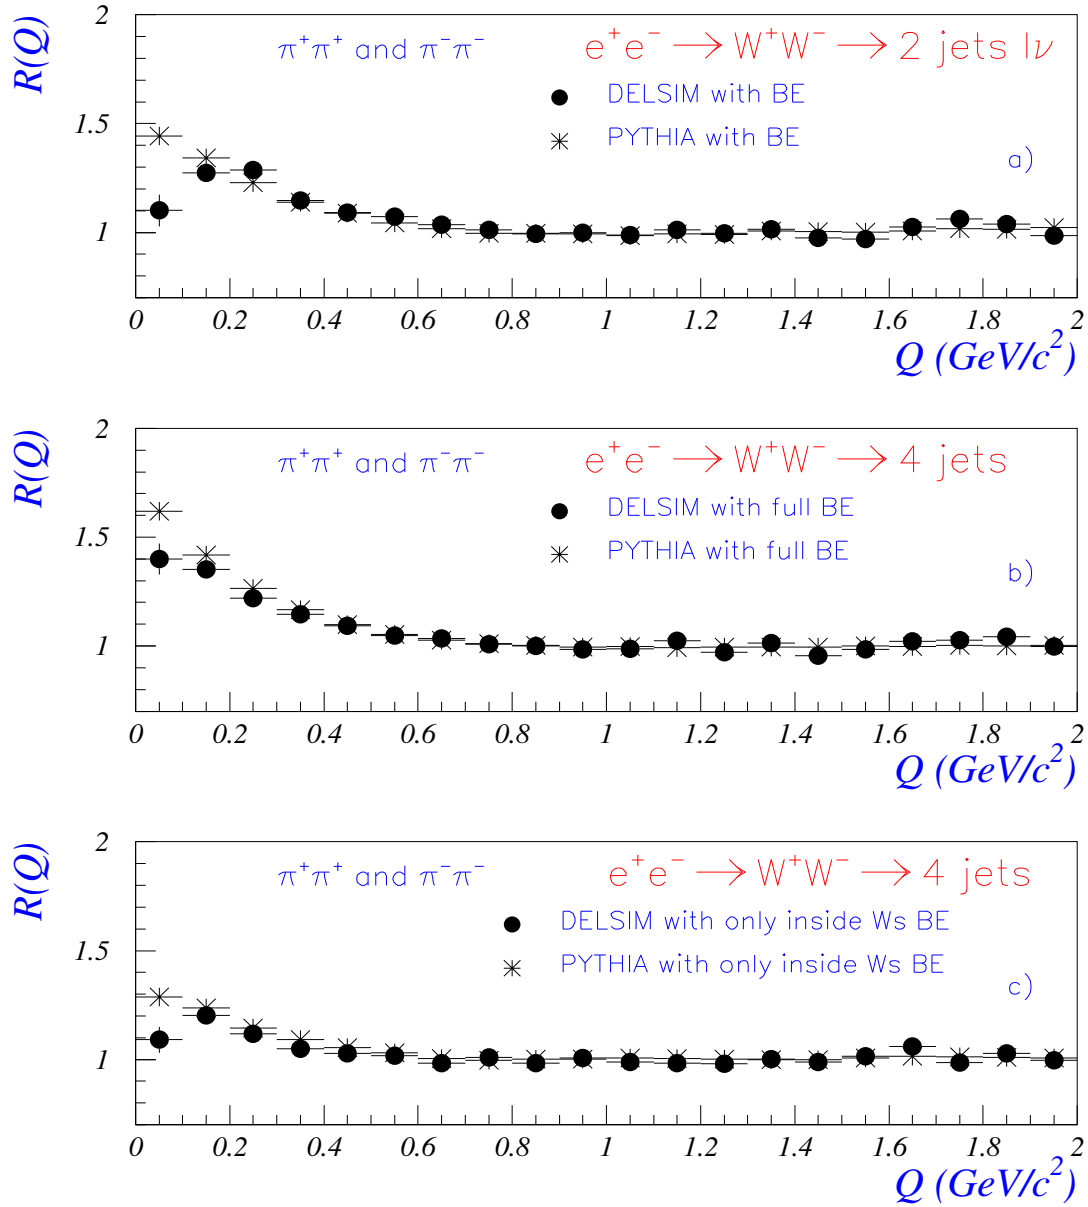 R(Q)
2
π⁺π⁺ and π⁻π⁻
e⁺e⁻ → W⁺W⁻ → 2 jets lν
DELSIM with BE
1.5
PYTHIA with BE
a)
1
0 0.2 0.4 0.6 0.8 1 1.2 1.4 1.6 1.8 2
Q (GeV/c²)
R(Q)
2
π⁺π⁺ and π⁻π⁻
e⁺e⁻ → W⁺W⁻ → 4 jets
DELSIM with full BE
1.5
PYTHIA with full BE
b)
1
0 0.2 0.4 0.6 0.8 1 1.2 1.4 1.6 1.8 2
Q (GeV/c²)
R(Q)
2
π⁺π⁺ and π⁻π⁻
e⁺e⁻ → W⁺W⁻ → 4 jets
DELSIM with only inside Ws BE
1.5
PYTHIA with only inside Ws BE
c)
1
0 0.2 0.4 0.6 0.8 1 1.2 1.4 1.6 1.8 2
Q (GeV/c²)